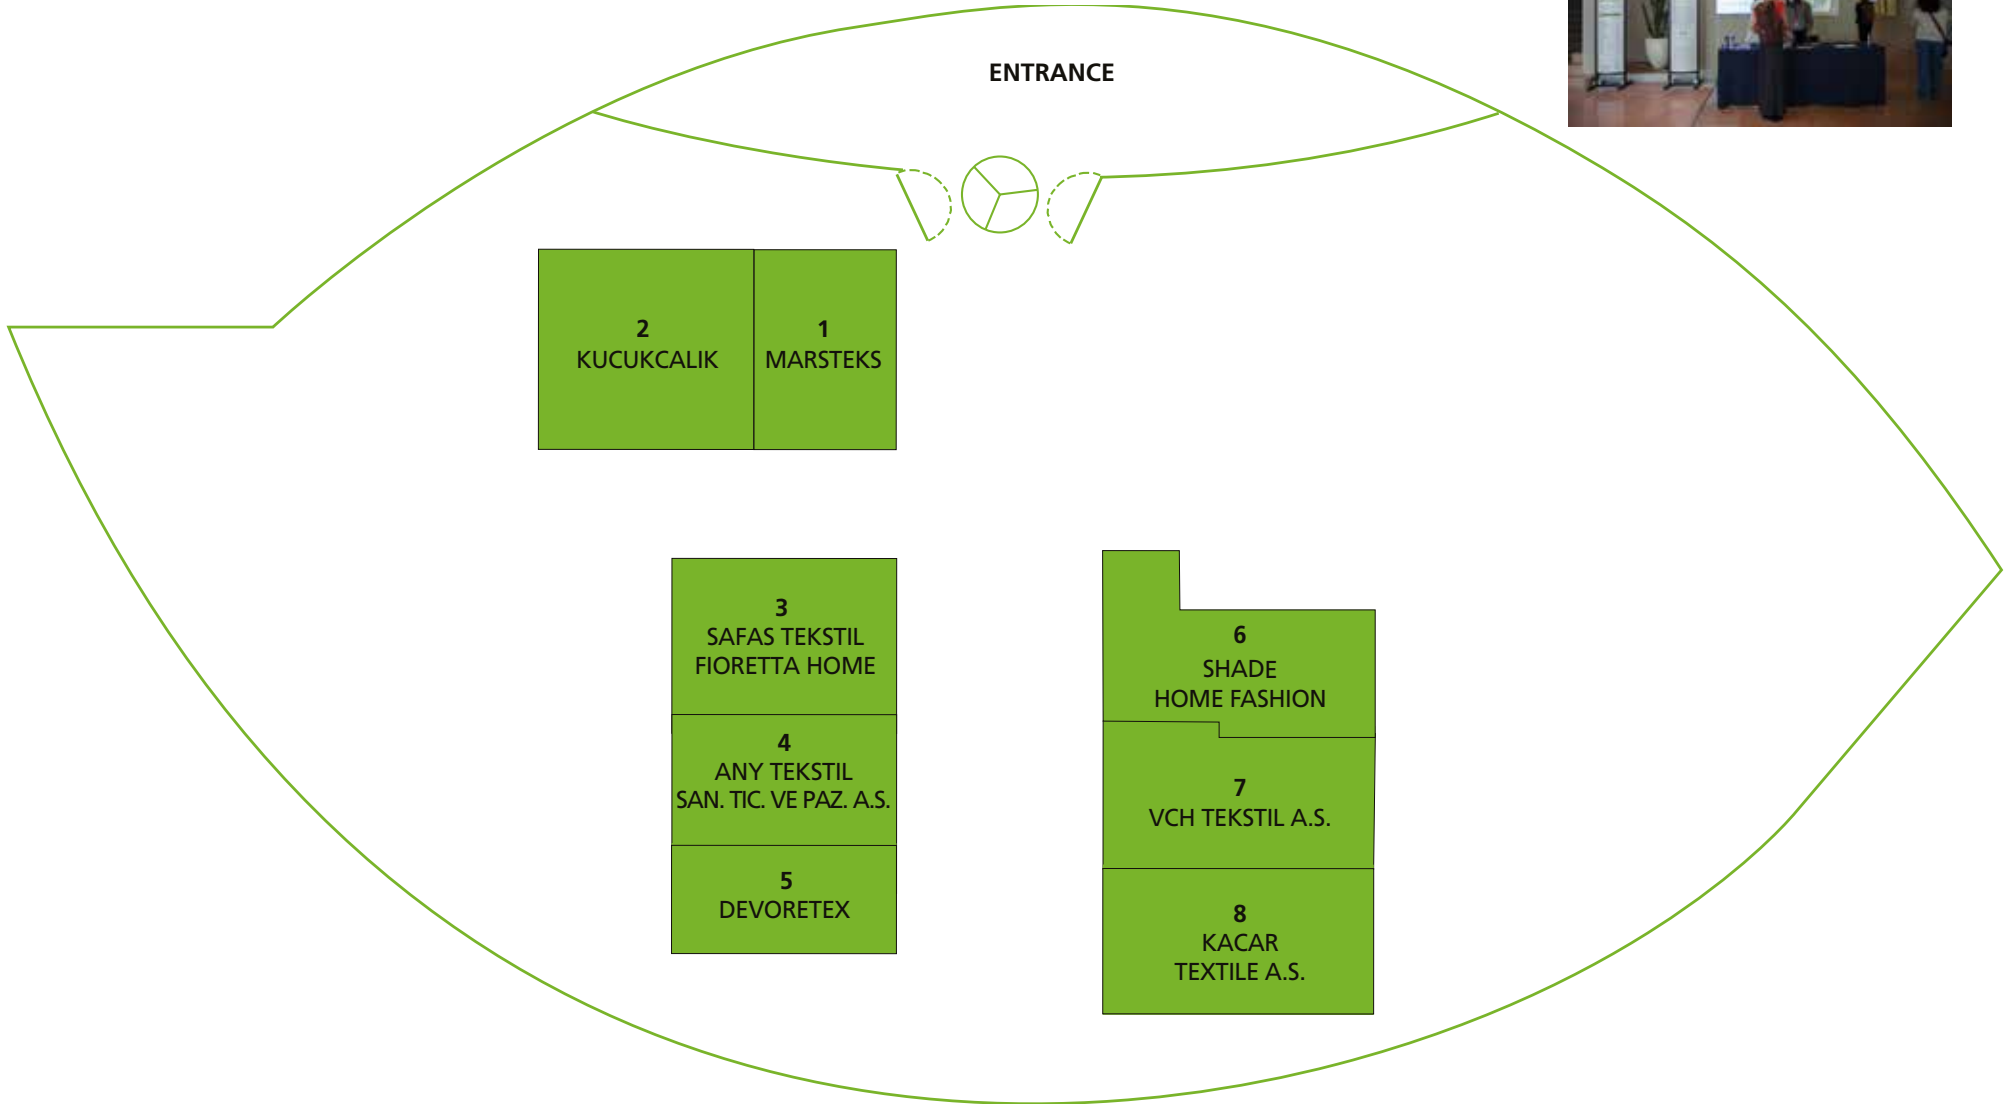 ENTRANCE
2
KUCUKCALIK
1
MARSTEKS
3
SAFAS TEKSTIL
FIORETTA HOME
4
ANY TEKSTIL
SAN. TIC. VE PAZ. A.S.
5
DEVORETEX
6
SHADE
HOME FASHION
7
VCH TEKSTIL A.S.
8
KACAR
TEXTILE A.S.